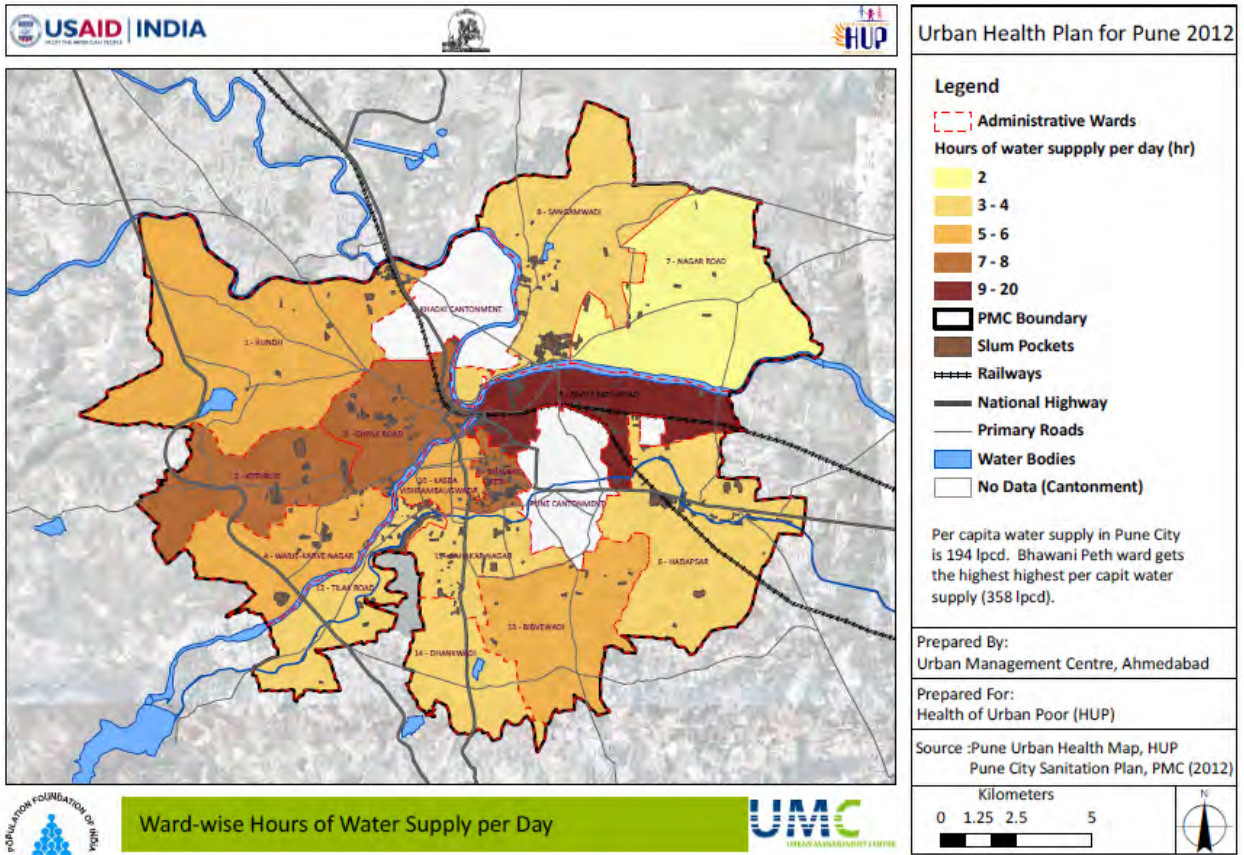 USAID | INDIA
FROM THE AMERICAN PEOPLE
HUP
Urban Health Plan for Pune 2012
Legend
Administrative Wards
Hours of water suppply per day (hr)
2
3 - 4
5 - 6
7 - 8
9 - 20
PMC Boundary
Slum Pockets
Railways
National Highway
Primary Roads
Water Bodies
No Data (Cantonment)
Per capita water supply in Pune City
is 194 lpcd. Bhawani Peth ward gets
the highest highest per capit water
supply (358 lpcd).
Prepared By:
Urban Management Centre, Ahmedabad
Prepared For:
Health of Urban Poor (HUP)
Source :Pune Urban Health Map, HUP
Pune City Sanitation Plan, PMC (2012)
Kilometers
0 1.25 2.5 5
N
8 - SANGAMWADI
7 - NAGAR ROAD
KHADKI CANTONMENT
1 - AUNDH
3 - GHOLE ROAD
2 - KOTHRUD
10 - KASBA
VISHRAMBAUGWADA
PUNE CANTONMENT
4 - WARJE-KARVE NAGAR
6 - HADAPSAR
12 - TILAK ROAD
13 - BIBVEWADI
14 - DHANKWADI
POPULATION FOUNDATION OF INDIA
Ward-wise Hours of Water Supply per Day
UMC
URBAN MANAGEMENT CENTRE